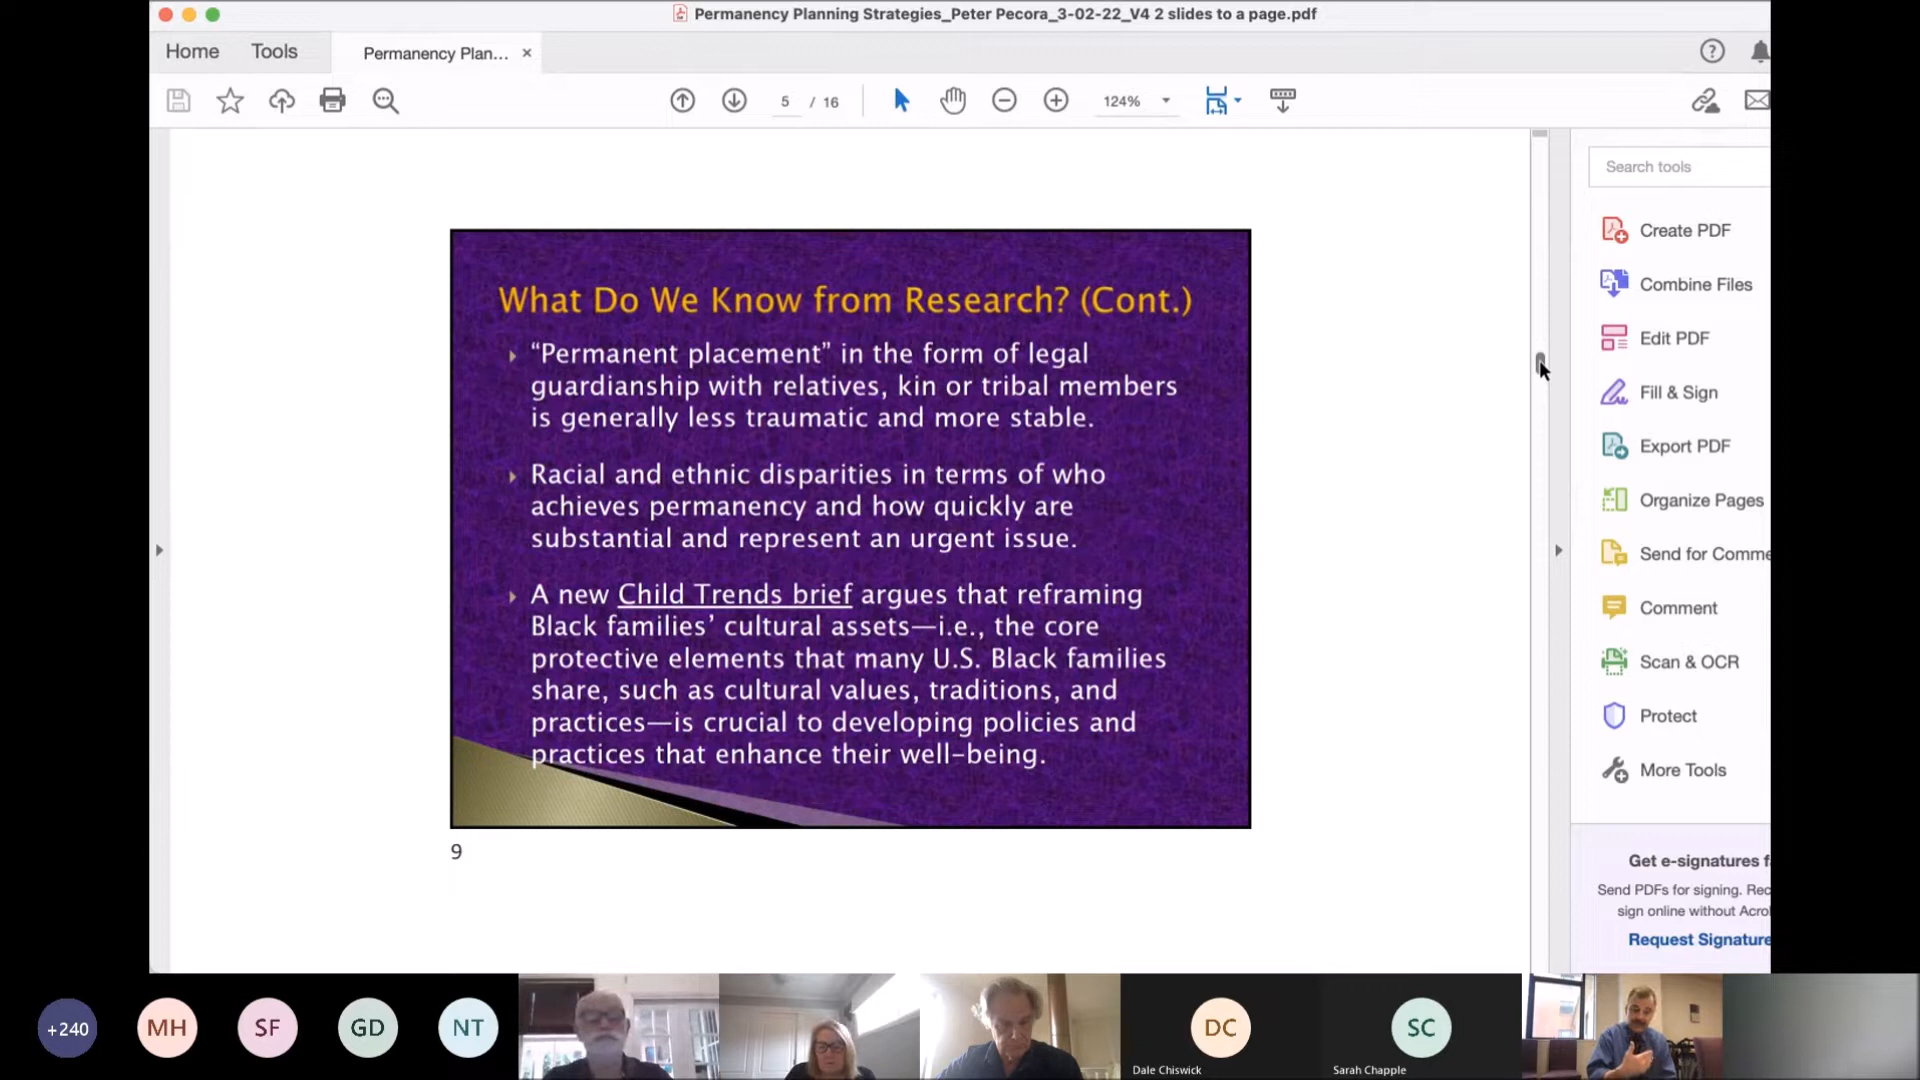 Permanency Planning Strategies_Peter Pecora_3-02-22_V4 2 slides to a page.pdf
Home
Tools
Permanency Plan...
5 / 16
124%
Search tools
Create PDF
Combine Files
Edit PDF
Fill & Sign
Export PDF
Organize Pages
Send for Comme
Comment
Scan & OCR
Protect
More Tools
Get e-signatures f
Send PDFs for signing. Rec
sign online without Acro
Request Signature
What Do We Know from Research? (Cont.)
“Permanent placement” in the form of legal
guardianship with relatives, kin or tribal members
is generally less traumatic and more stable.
Racial and ethnic disparities in terms of who
achieves permanency and how quickly are
substantial and represent an urgent issue.
A new Child Trends brief argues that reframing
Black families’ cultural assets—i.e., the core
protective elements that many U.S. Black families
share, such as cultural values, traditions, and
practices—is crucial to developing policies and
practices that enhance their well-being.
9
+240
MH
SF
GD
NT
DC
Dale Chiswick
SC
Sarah Chapple